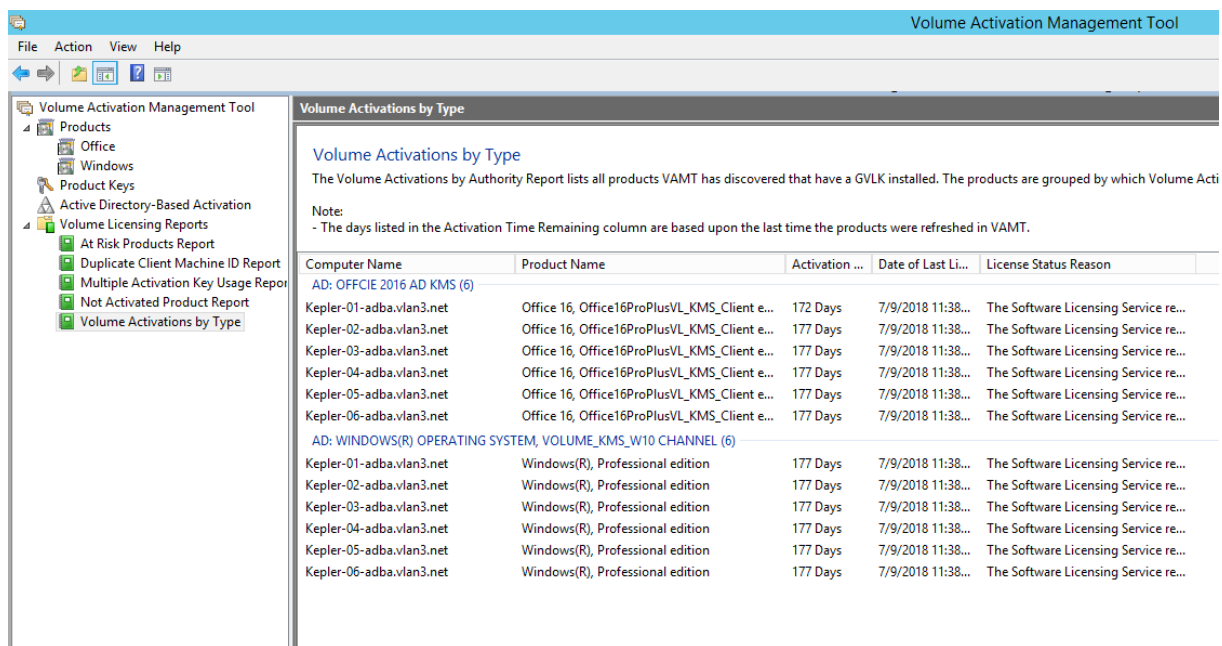 Volume Activation Management Tool
File Action View Help
Volume Activation Management Tool
Products
Office
Windows
Product Keys
Active Directory-Based Activation
Volume Licensing Reports
At Risk Products Report
Duplicate Client Machine ID Report
Multiple Activation Key Usage Repor
Not Activated Product Report
Volume Activations by Type
Volume Activations by Type
Volume Activations by Type
The Volume Activations by Authority Report lists all products VAMT has discovered that have a GVLK installed. The products are grouped by which Volume Acti
Note:
- The days listed in the Activation Time Remaining column are based upon the last time the products were refreshed in VAMT.
Computer Name Product Name Activation ... Date of Last Li... License Status Reason
AD: OFFCIE 2016 AD KMS (6)
Kepler-01-adba.vlan3.net Office 16, Office16ProPlusVL_KMS_Client e... 172 Days 7/9/2018 11:38... The Software Licensing Service re...
Kepler-02-adba.vlan3.net Office 16, Office16ProPlusVL_KMS_Client e... 177 Days 7/9/2018 11:38... The Software Licensing Service re...
Kepler-03-adba.vlan3.net Office 16, Office16ProPlusVL_KMS_Client e... 177 Days 7/9/2018 11:38... The Software Licensing Service re...
Kepler-04-adba.vlan3.net Office 16, Office16ProPlusVL_KMS_Client e... 177 Days 7/9/2018 11:38... The Software Licensing Service re...
Kepler-05-adba.vlan3.net Office 16, Office16ProPlusVL_KMS_Client e... 177 Days 7/9/2018 11:38... The Software Licensing Service re...
Kepler-06-adba.vlan3.net Office 16, Office16ProPlusVL_KMS_Client e... 177 Days 7/9/2018 11:38... The Software Licensing Service re...
AD: WINDOWS(R) OPERATING SYSTEM, VOLUME_KMS_W10 CHANNEL (6)
Kepler-01-adba.vlan3.net Windows(R), Professional edition 177 Days 7/9/2018 11:38... The Software Licensing Service re...
Kepler-02-adba.vlan3.net Windows(R), Professional edition 177 Days 7/9/2018 11:38... The Software Licensing Service re...
Kepler-03-adba.vlan3.net Windows(R), Professional edition 177 Days 7/9/2018 11:38... The Software Licensing Service re...
Kepler-04-adba.vlan3.net Windows(R), Professional edition 177 Days 7/9/2018 11:38... The Software Licensing Service re...
Kepler-05-adba.vlan3.net Windows(R), Professional edition 177 Days 7/9/2018 11:38... The Software Licensing Service re...
Kepler-06-adba.vlan3.net Windows(R), Professional edition 177 Days 7/9/2018 11:38... The Software Licensing Service re...